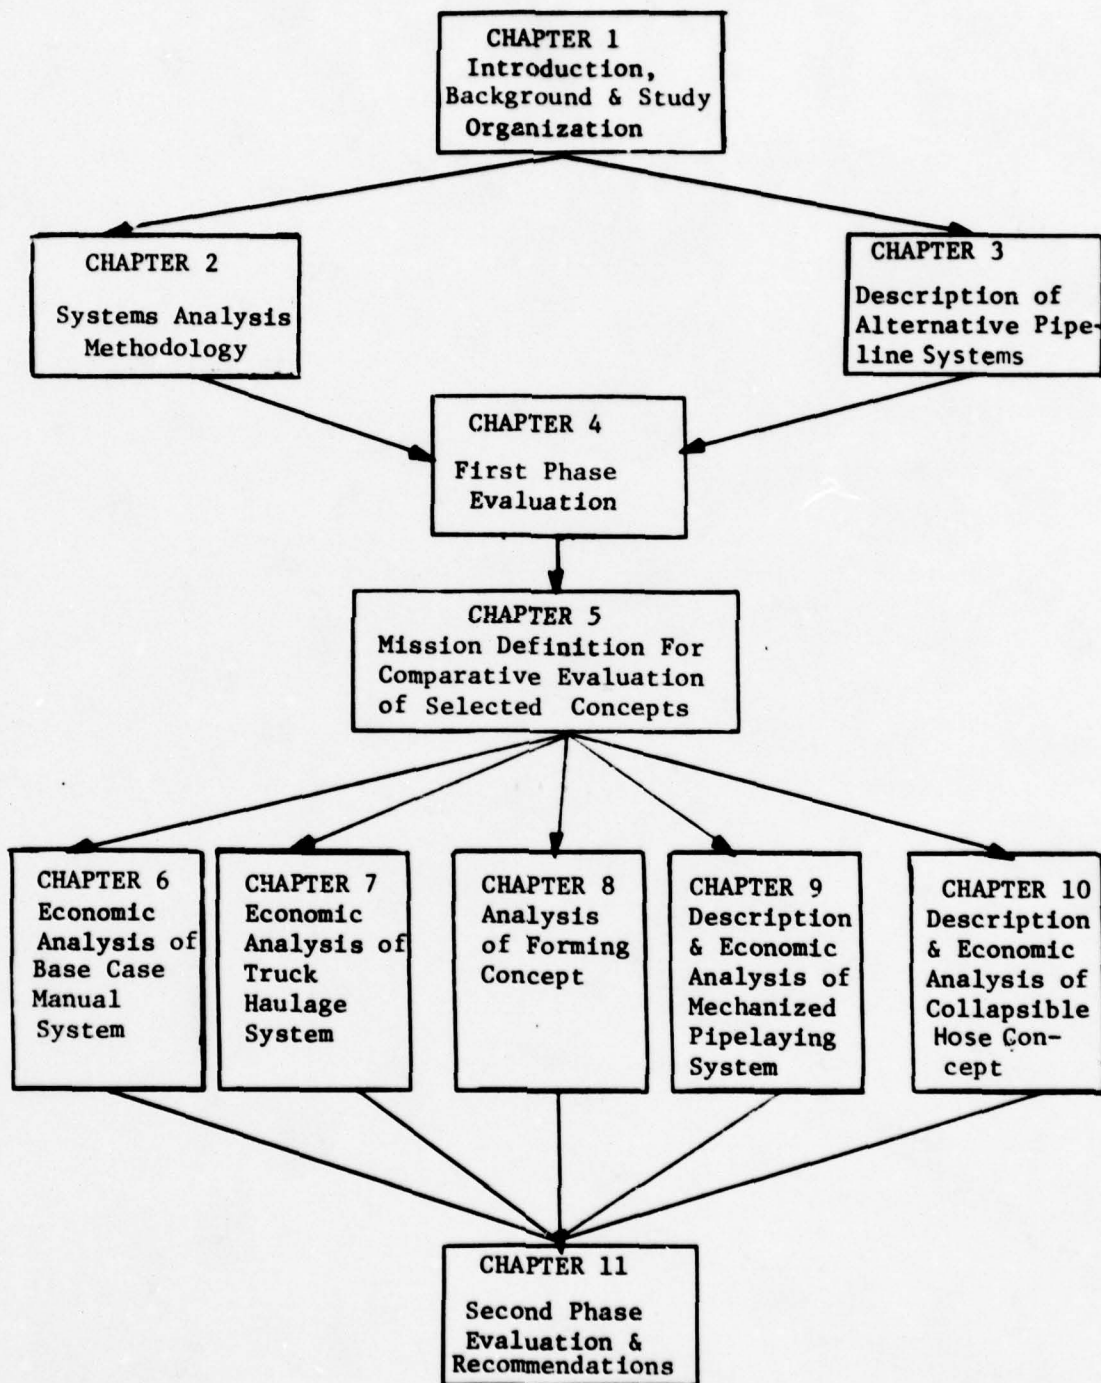 CHAPTER 1
Introduction,
Background & Study
Organization
CHAPTER 2
Systems Analysis
Methodology
CHAPTER 3
Description of
Alternative Pipe-
line Systems
CHAPTER 4
First Phase
Evaluation
CHAPTER 5
Mission Definition For
Comparative Evaluation
of Selected Concepts
CHAPTER 6
Economic
Analysis of
Base Case
Manual
System
CHAPTER 7
Economic
Analysis of
Truck
Haulage
System
CHAPTER 8
Analysis
of Forming
Concept
CHAPTER 9
Description
& Economic
Analysis of
Mechanized
Pipelaying
System
CHAPTER 10
Description
& Economic
Analysis of
Collapsible
Hose Con-
cept
CHAPTER 11
Second Phase
Evaluation &
Recommendations